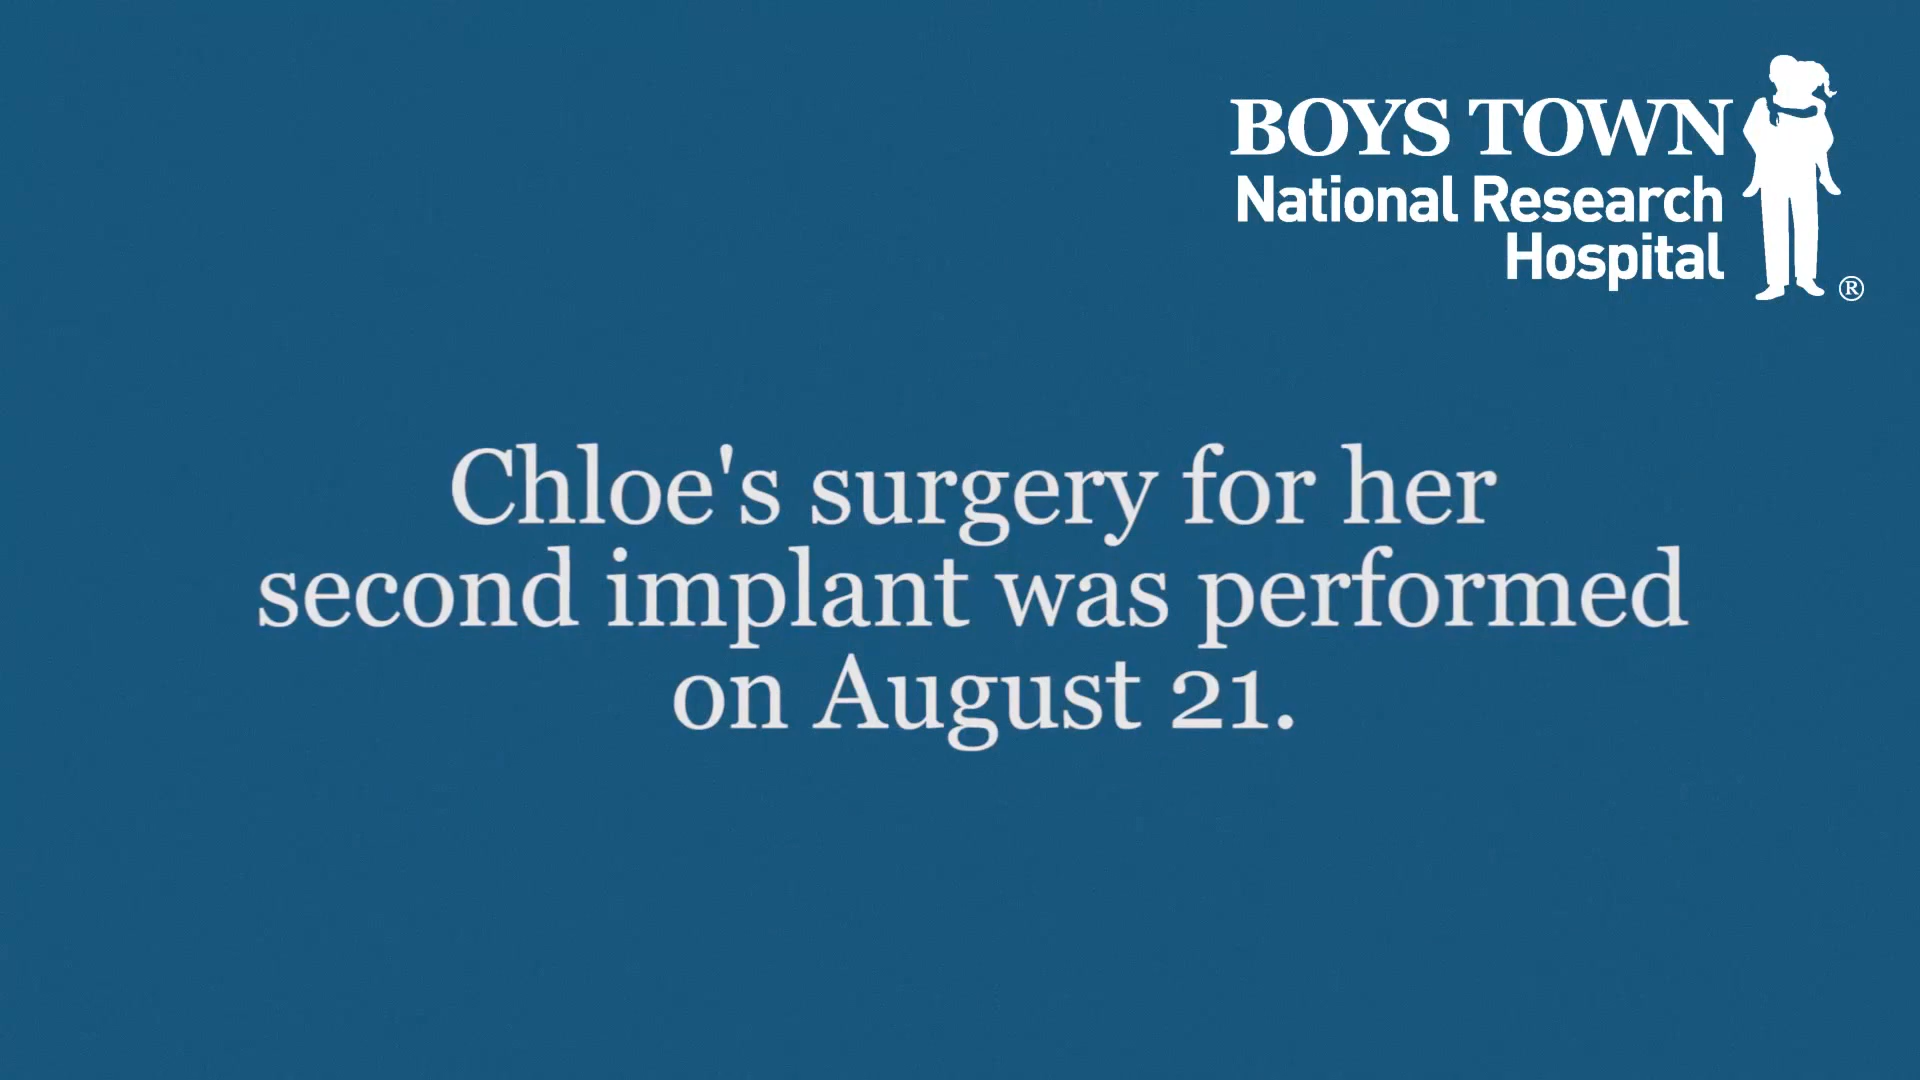 BOYS TOWN
National Research
Hospital
®
Chloe's surgery for her
second implant was performed
on August 21.